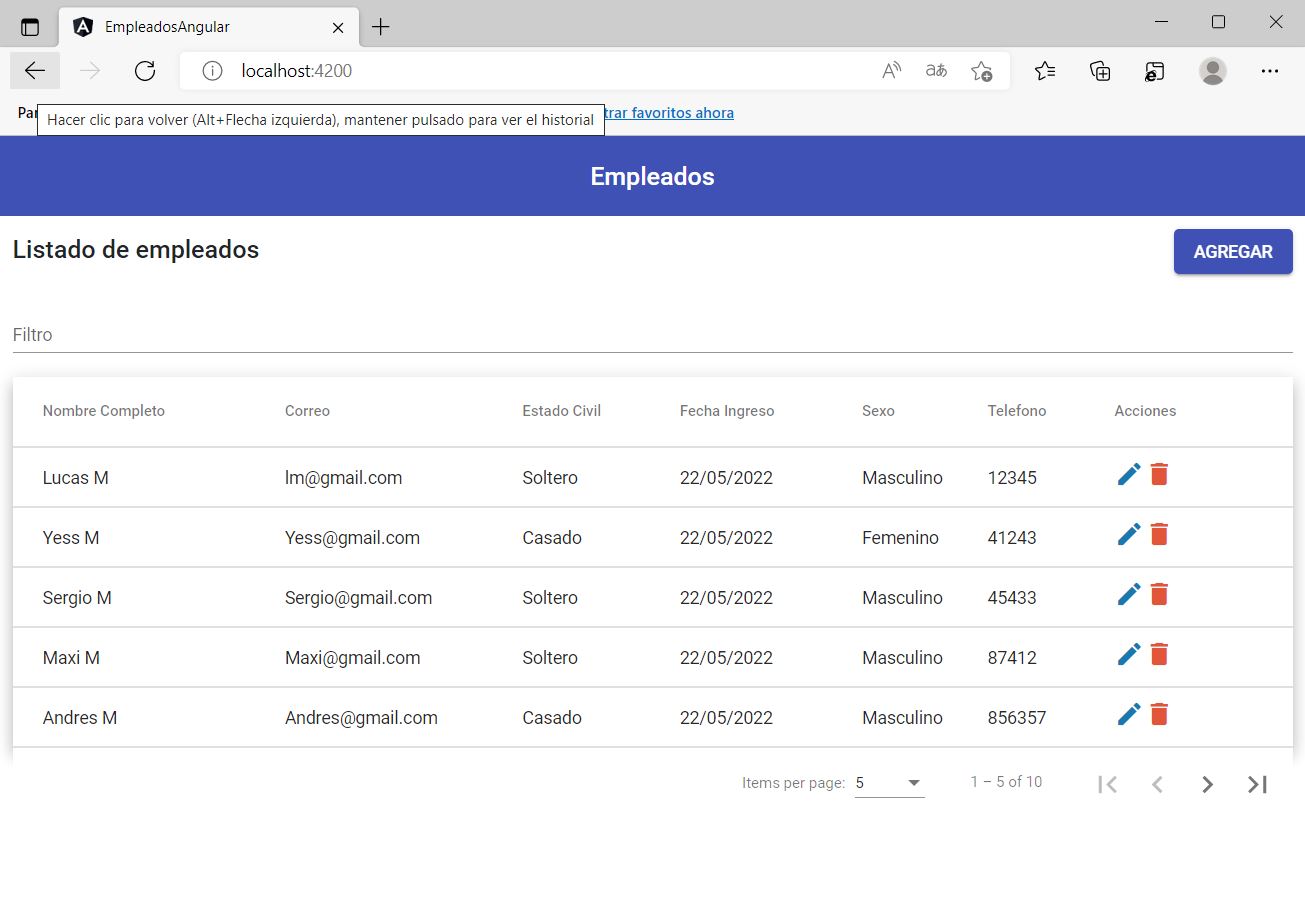 EmpleadosAngular
localhost:4200
aあ
Hacer clic para volver (Alt+Flecha izquierda), mantener pulsado para ver el historial
trar favoritos ahora
Empleados
Listado de empleados
AGREGAR
Filtro
Nombre Completo Correo Estado Civil Fecha Ingreso Sexo Telefono Acciones
Lucas M lm@gmail.com Soltero 22/05/2022 Masculino 12345
Yess M Yess@gmail.com Casado 22/05/2022 Femenino 41243
Sergio M Sergio@gmail.com Soltero 22/05/2022 Masculino 45433
Maxi M Maxi@gmail.com Soltero 22/05/2022 Masculino 87412
Andres M Andres@gmail.com Casado 22/05/2022 Masculino 856357
Items per page: 5 1 – 5 of 10